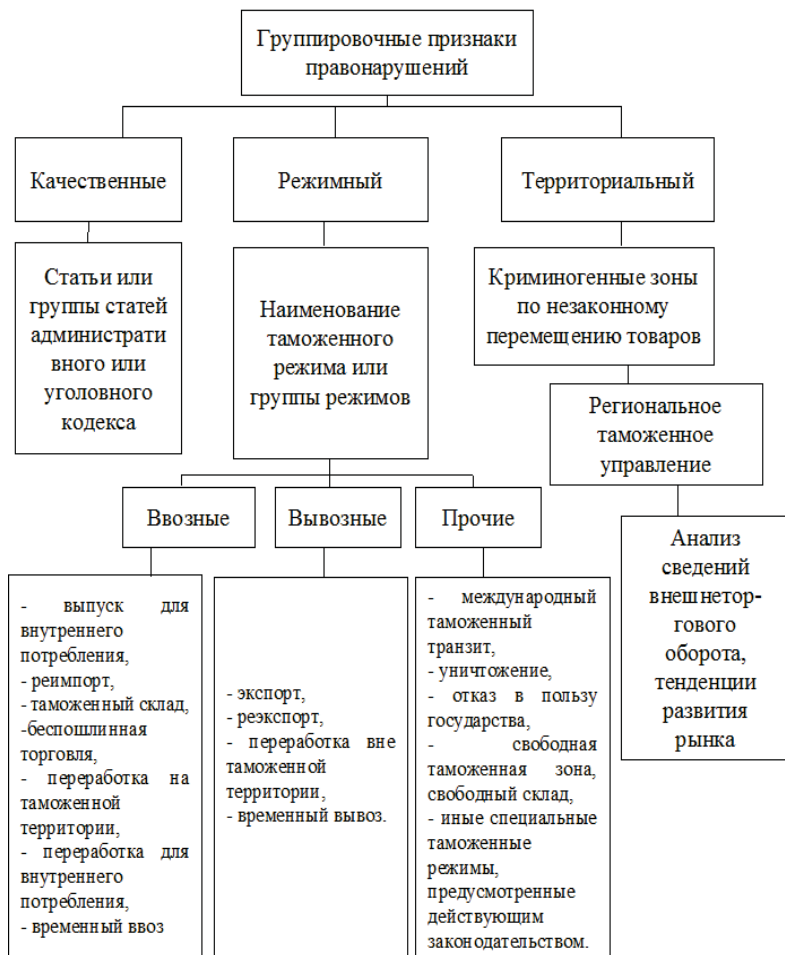 Группировочные признаки
правонарушений
Качественные
Режимный
Территориальный
Статьи или
группы статей
административ
вного или
уголовного
кодекса
Наименование
таможенного
режима или
группы режимов
Криминогенные зоны
по незаконному
перемещению товаров
Региональное
таможенное
управление
Ввозные
Вывозные
Прочие
Анализ
сведений
внешнетор-
гового
оборота,
тенденции
развития
рынка
- выпуск для
внутреннего
потребления,
- реимпорт,
- таможенный склад,
-беспошлинная
торговля,
- переработка на
таможенной
территории,
- переработка для
внутреннего
потребления,
- временный ввоз
- экспорт,
- реэкспорт,
- переработка вне
таможенной
территории,
- временный вывоз.
- международный
таможенный
транзит,
- уничтожение,
- отказ в пользу
государства,
- свободная
таможенная зона,
свободный склад,
- иные специальные
таможенные
режимы,
предусмотренные
действующим
законодательством.